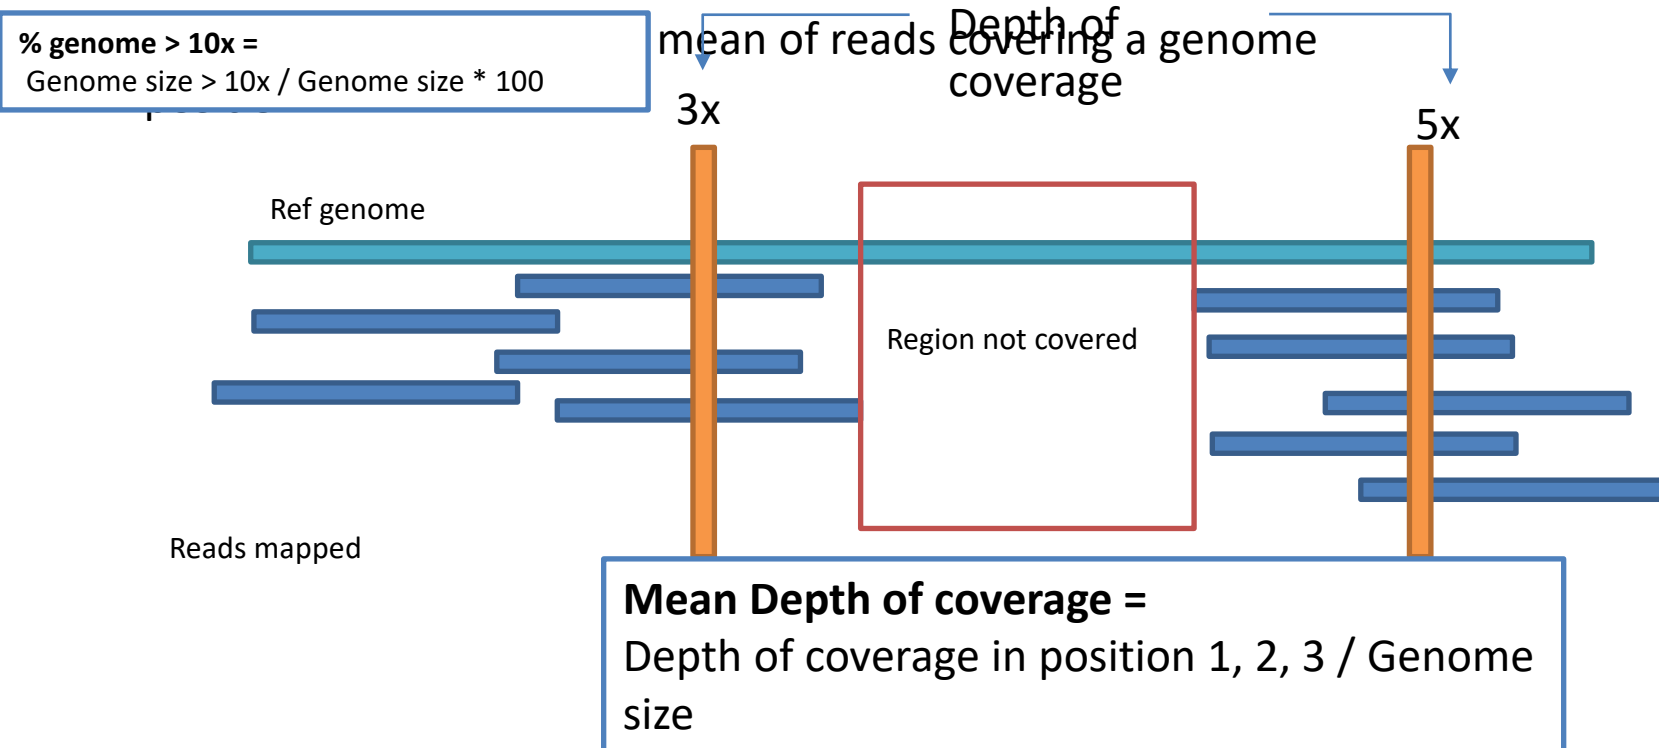 % genome > 10x =
Genome size > 10x / Genome size * 100
mean of reads covering a genome
Depth of
coverage
3x
5x
Ref genome
Region not covered
Reads mapped
Mean Depth of coverage =
Depth of coverage in position 1, 2, 3 / Genome
size